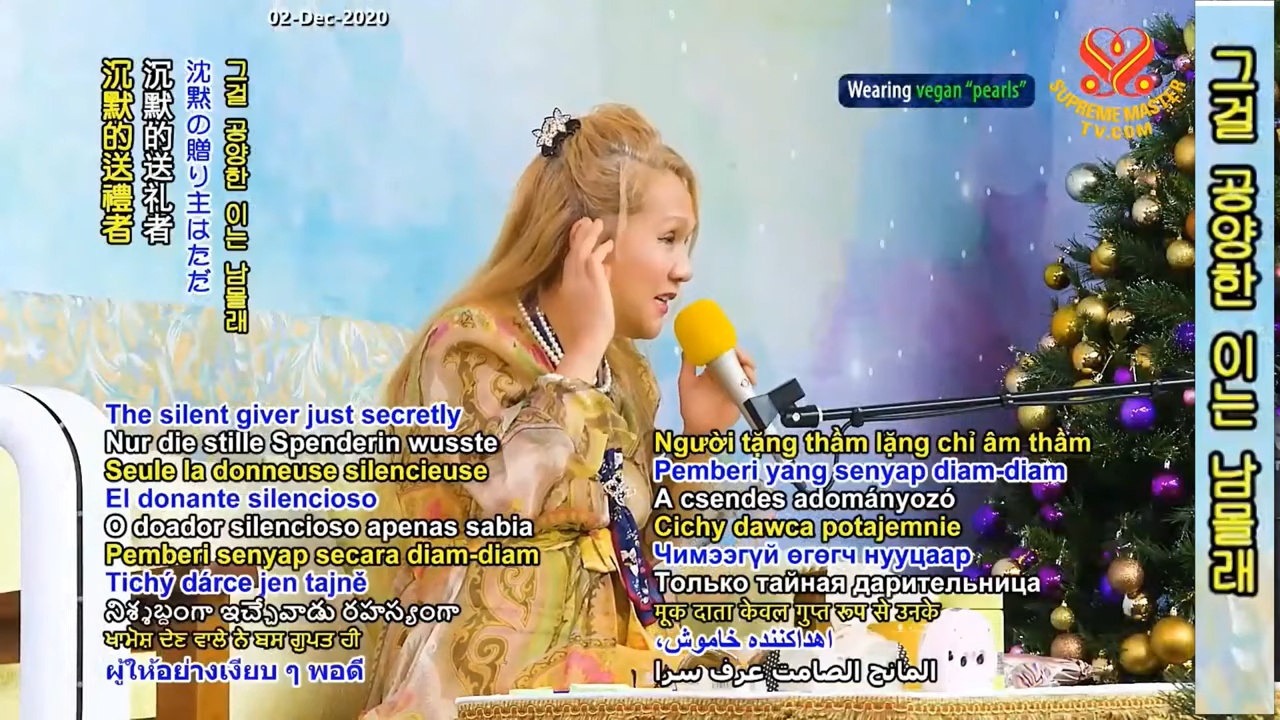 02-Dec-2020
Wearing vegan "pearls"
SUPREME MASTER
TV.COM
그걸 공양한 이는 남몰래
沈黙の贈り主はただ
沉默的送礼者
沉默的送禮者
The silent giver just secretly
Nur die stille Spenderin wusste
Seule la donneuse silencieuse
El donante silencioso
O doador silencioso apenas sabia
Pemberi senyap secara diam-diam
Tichý dárce jen tajně
నిశ్శబ్దంగా ఇచ్చేవాడు రహస్యంగా
ਖਾਮੋਸ਼ ਦੇਣ ਵਾਲੇ ਨੇ ਬਸ ਗੁਪਤ ਹੀ
ผู้ให้อย่างเงียบ ๆ พอดี
Người tặng thầm lặng chỉ âm thầm
Pemberi yang senyap diam-diam
A csendes adományozó
Cichy dawca potajemnie
Чимээгүй өгөгч нууцаар
Только тайная дарительница
मूक दाता केवल गुप्त रूप से उनके
اهداکننده خاموش،
المانح الصامت عرف سرا
그걸 공양한 이는 남몰래